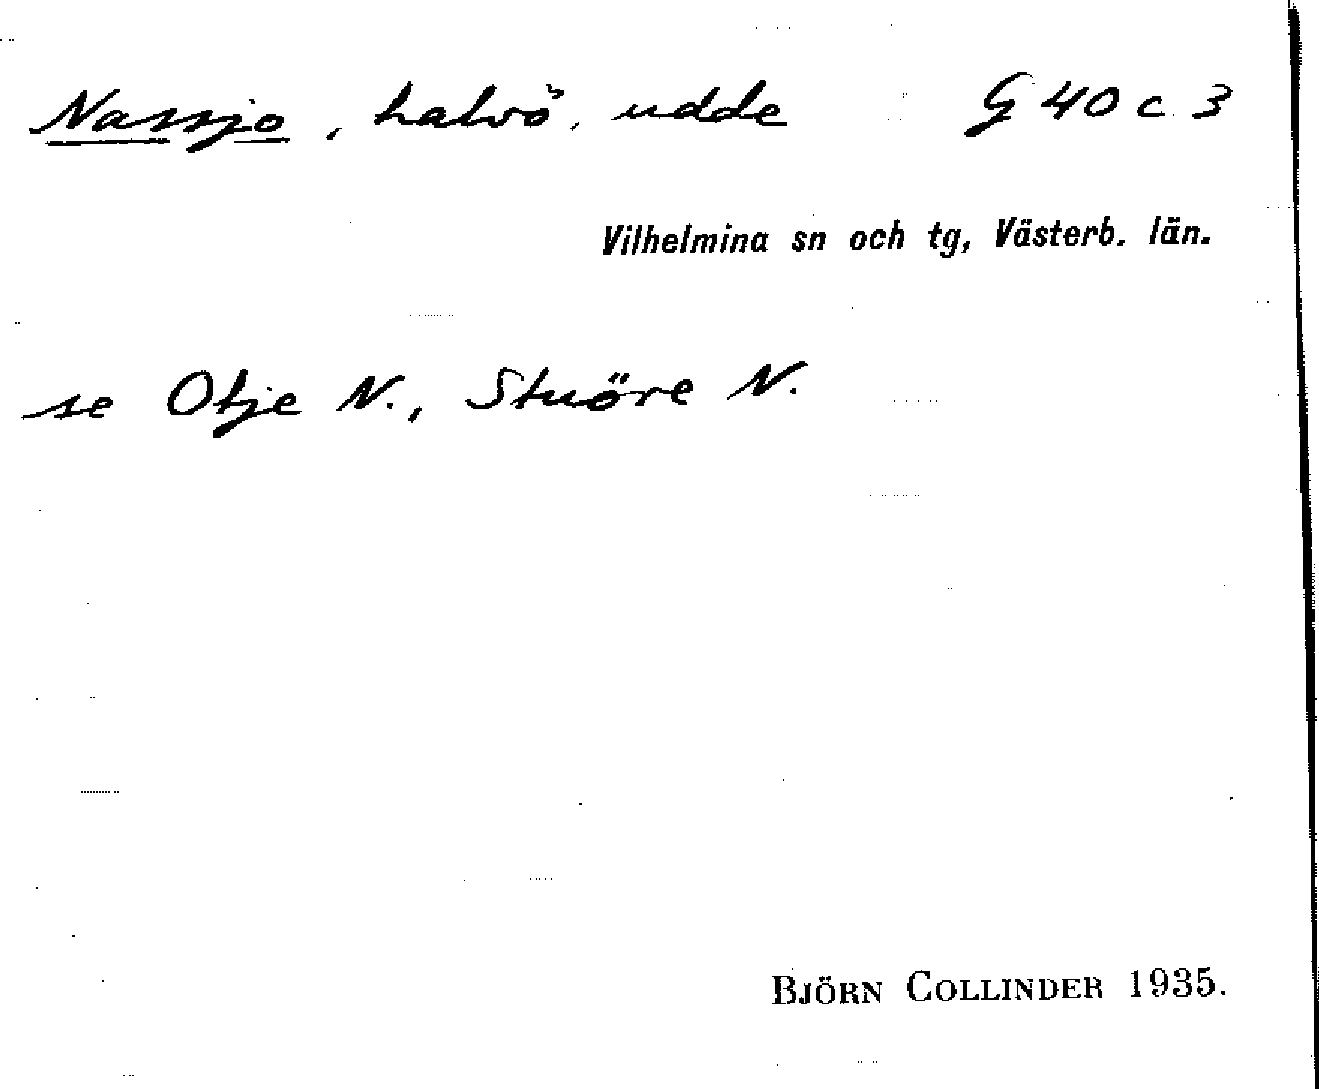 Nassjo, halvö, udde G 40 c 3
Vilhelmina sn och tg, Västerb. län.
se Otje N., Stuöre N.
BJÖRN COLLINDER 1935.